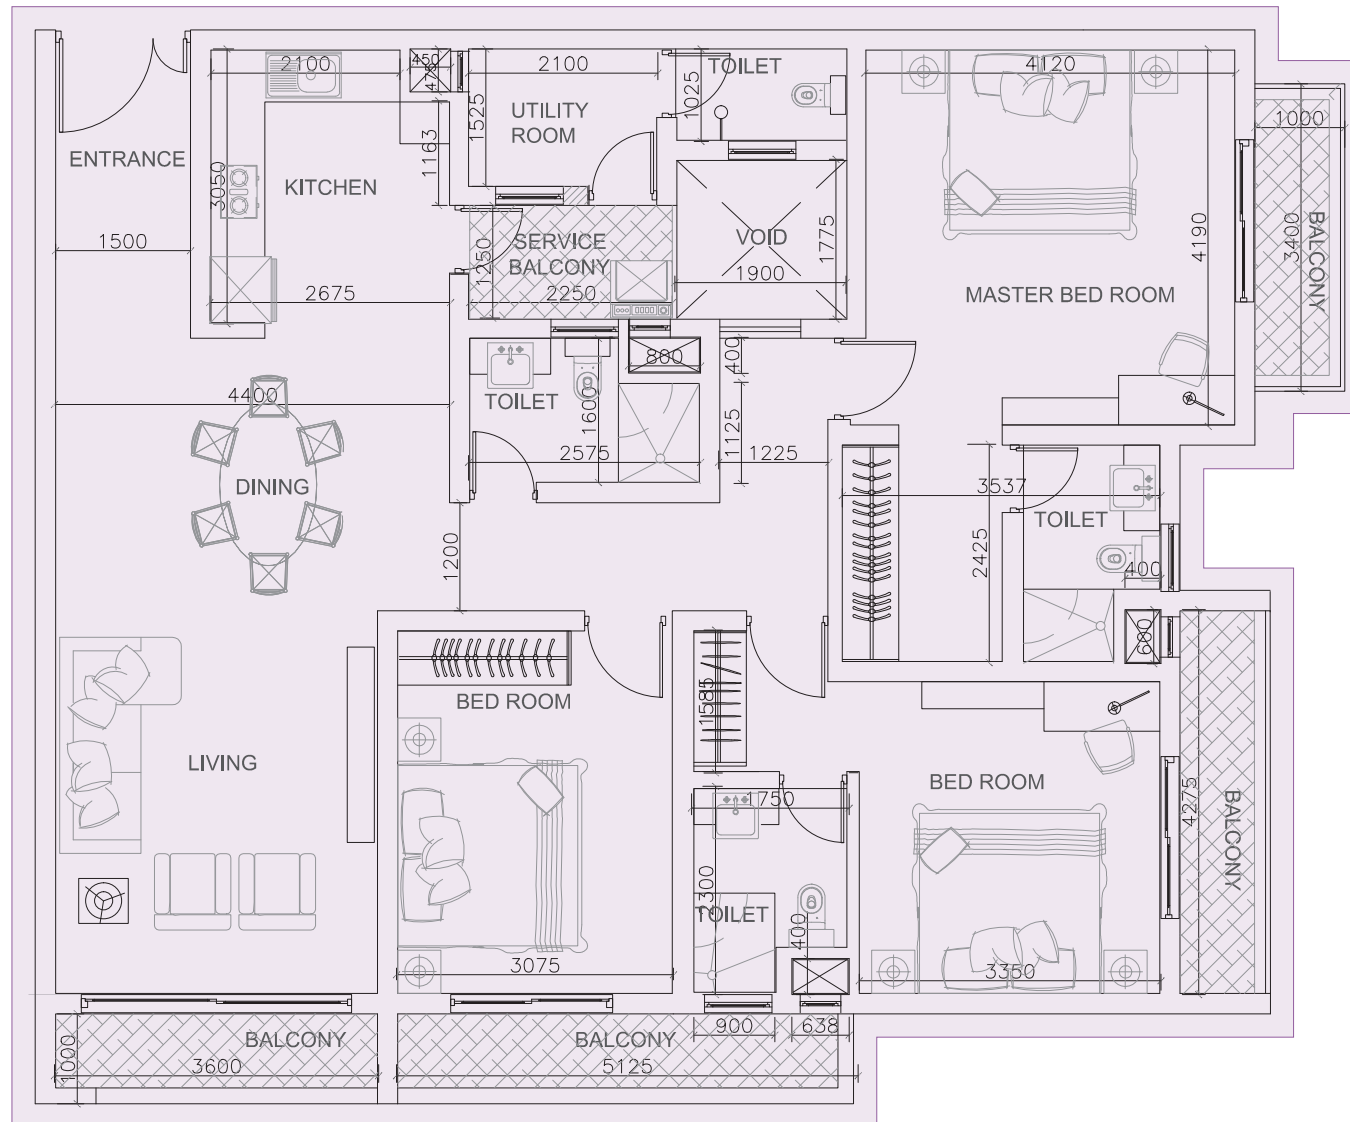 2100
450
475
2100
TOILET
4120
1025
1525
UTILITY
ROOM
1163
1000
ENTRANCE
KITCHEN
3050
1500
SERVICE
BALCONY
1250
2250
VOID
1775
1900
4190
3400
BALCONY
2675
MASTER BED ROOM
800
400
4400
TOILET
1600
1125
2575
1225
3537
DINING
TOILET
2425
1200
400
680
BED ROOM
1585
LIVING
BED ROOM
4275
BALCONY
1750
2300
TOILET
400
3075
3350
BALCONY
BALCONY
900
638
1000
3600
5125